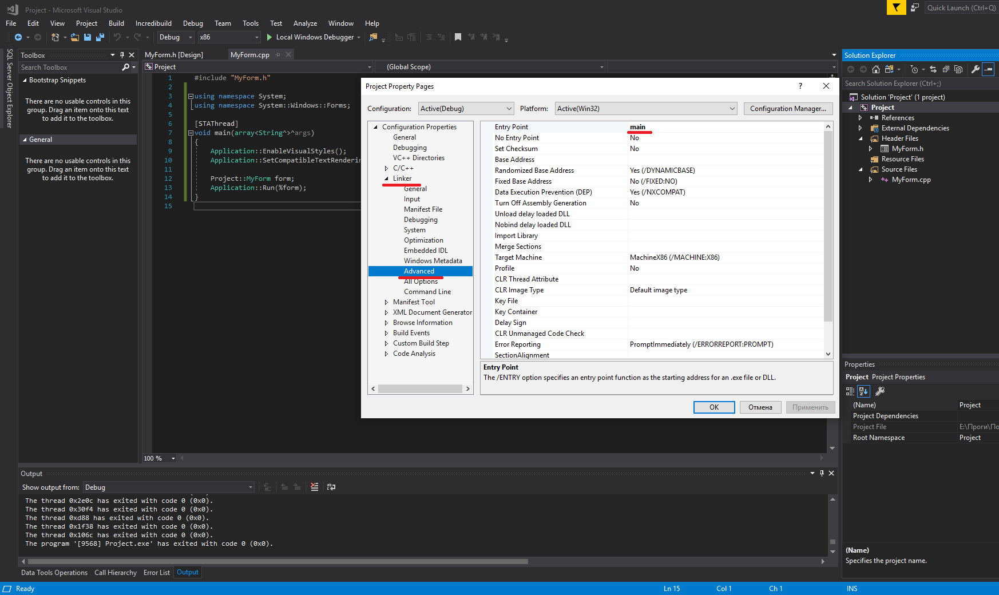 Project - Microsoft Visual Studio
Quick Launch (Ctrl+Q)
File Edit View Project Build Incredibuild Debug Team Tools Test Analyze Window Help
Debug x86 Local Windows Debugger
SQL Server Object Explorer
Toolbox
Search Toolbox
Bootstrap Snippets
There are no usable controls in this
group. Drag an item onto this text
to add it to the toolbox.
General
There are no usable controls in this
group. Drag an item onto this text
to add it to the toolbox.
MyForm.h [Design] MyForm.cpp
Project (Global Scope)
1 #include "MyForm.h"
2
3 using namespace System;
4 using namespace System::Windows::Forms;
5
6 [STAThread]
7 void main(array<String^>^args)
8 {
9 Application::EnableVisualStyles();
10 Application::SetCompatibleTextRenderin
11
12 Project::MyForm form;
13 Application::Run(%form);
14 }
15
100 %
Project Property Pages ?
Configuration: Active(Debug) Platform: Active(Win32) Configuration Manager...
Configuration Properties
General
Debugging
VC++ Directories
C/C++
Linker
General
Input
Manifest File
Debugging
System
Optimization
Embedded IDL
Windows Metadata
Advanced
All Options
Command Line
Manifest Tool
XML Document Generator
Browse Information
Build Events
Custom Build Step
Code Analysis
Entry Point main
No Entry Point No
Set Checksum No
Base Address
Randomized Base Address Yes (/DYNAMICBASE)
Fixed Base Address No (/FIXED:NO)
Data Execution Prevention (DEP) Yes (/NXCOMPAT)
Turn Off Assembly Generation No
Unload delay loaded DLL
Nobind delay loaded DLL
Import Library
Merge Sections
Target Machine MachineX86 (/MACHINE:X86)
Profile No
CLR Thread Attribute
CLR Image Type Default image type
Key File
Key Container
Delay Sign
CLR Unmanaged Code Check
Error Reporting PromptImmediately (/ERRORREPORT:PROMPT)
SectionAlignment
Entry Point
The /ENTRY option specifies an entry point function as the starting address for an .exe file or DLL.
OK Отмена Применить
Solution Explorer
Search Solution Explorer (Ctrl+;)
Solution 'Project' (1 project)
Project
References
External Dependencies
Header Files
MyForm.h
Resource Files
Source Files
MyForm.cpp
Properties
Project Project Properties
(Name) Project
Project Dependencies
Project File E:\Проги\По
Root Namespace Project
(Name)
Specifies the project name.
Output
Show output from: Debug
The thread 0x2e0c has exited with code 0 (0x0).
The thread 0x30f4 has exited with code 0 (0x0).
The thread 0xd88 has exited with code 0 (0x0).
The thread 0x1f38 has exited with code 0 (0x0).
The thread 0x106c has exited with code 0 (0x0).
The program '[9568] Project.exe' has exited with code 0 (0x0).
Data Tools Operations Call Hierarchy Error List Output
Ready Ln 15 Col 1 Ch 1 INS